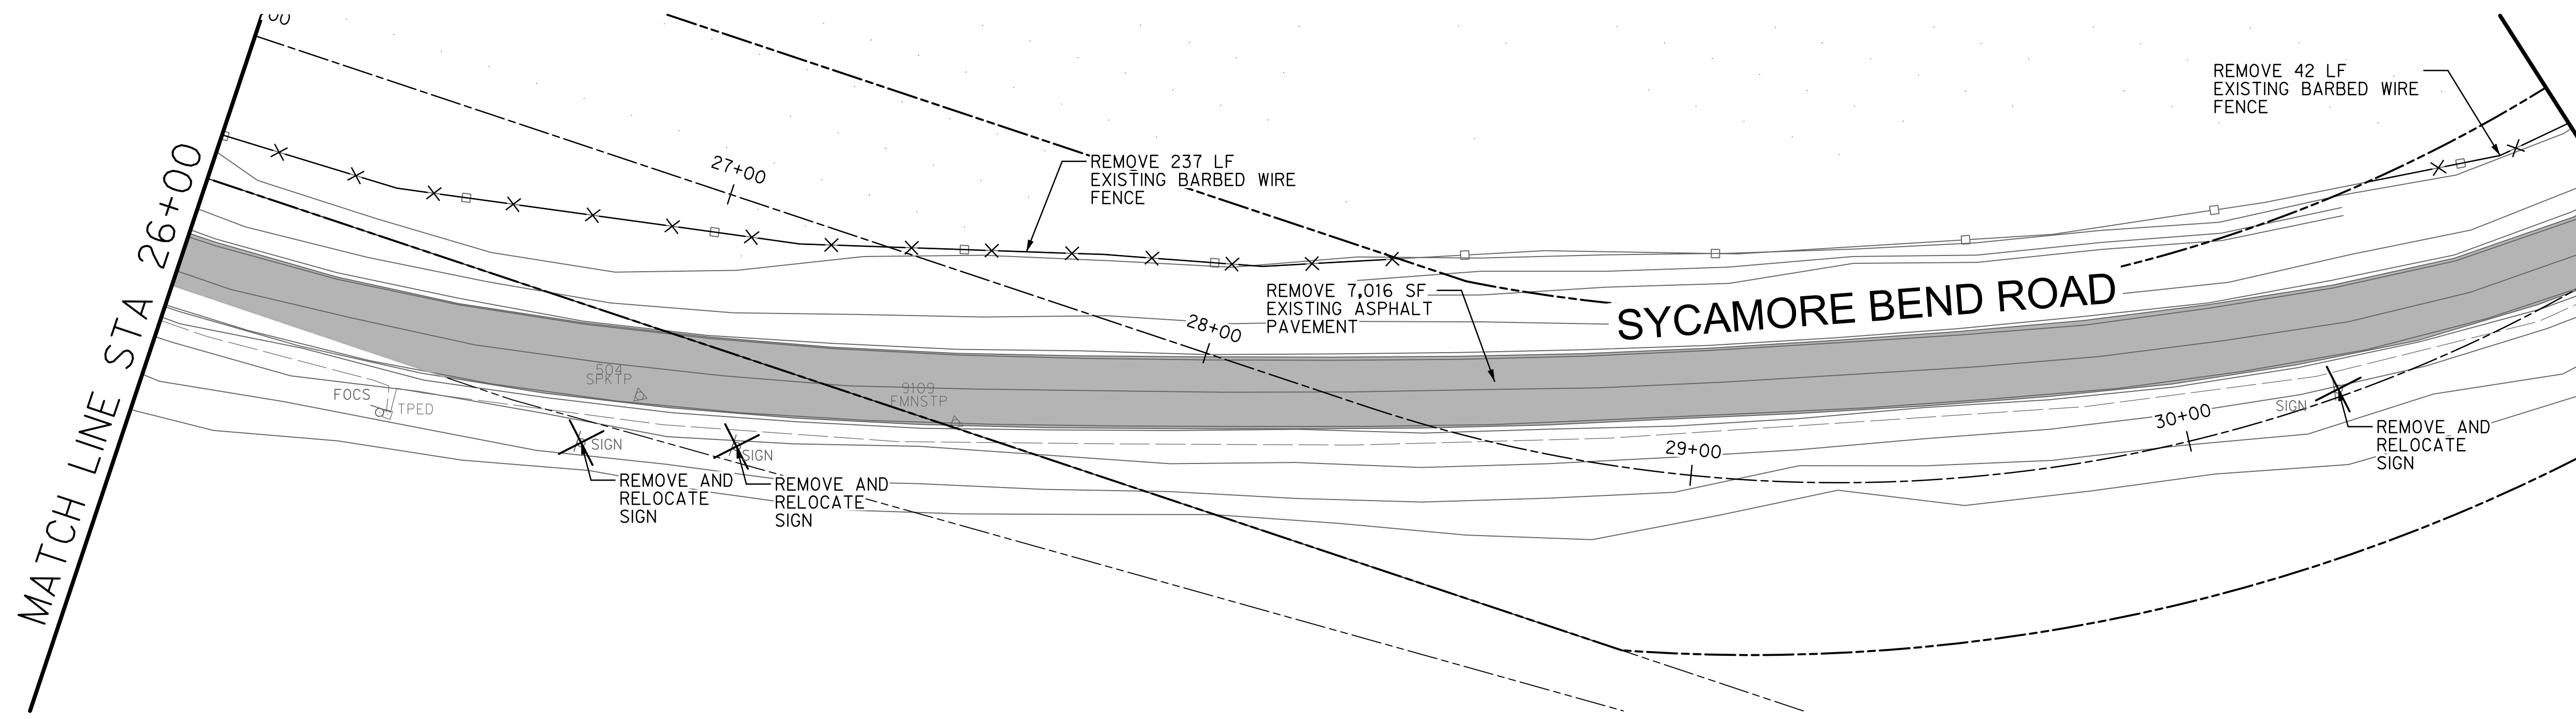 MATCH LINE STA 26+00
27+00
REMOVE 237 LF
EXISTING BARBED WIRE
FENCE
REMOVE 42 LF
EXISTING BARBED WIRE
FENCE
REMOVE 7,016 SF
EXISTING ASPHALT
PAVEMENT
SYCAMORE BEND ROAD
28+00
504
SPKTP
9109
FMNSTP
FOCS
TPED
SIGN
REMOVE AND
RELOCATE
SIGN
SIGN
REMOVE AND
RELOCATE
SIGN
29+00
30+00
SIGN
REMOVE AND
RELOCATE
SIGN